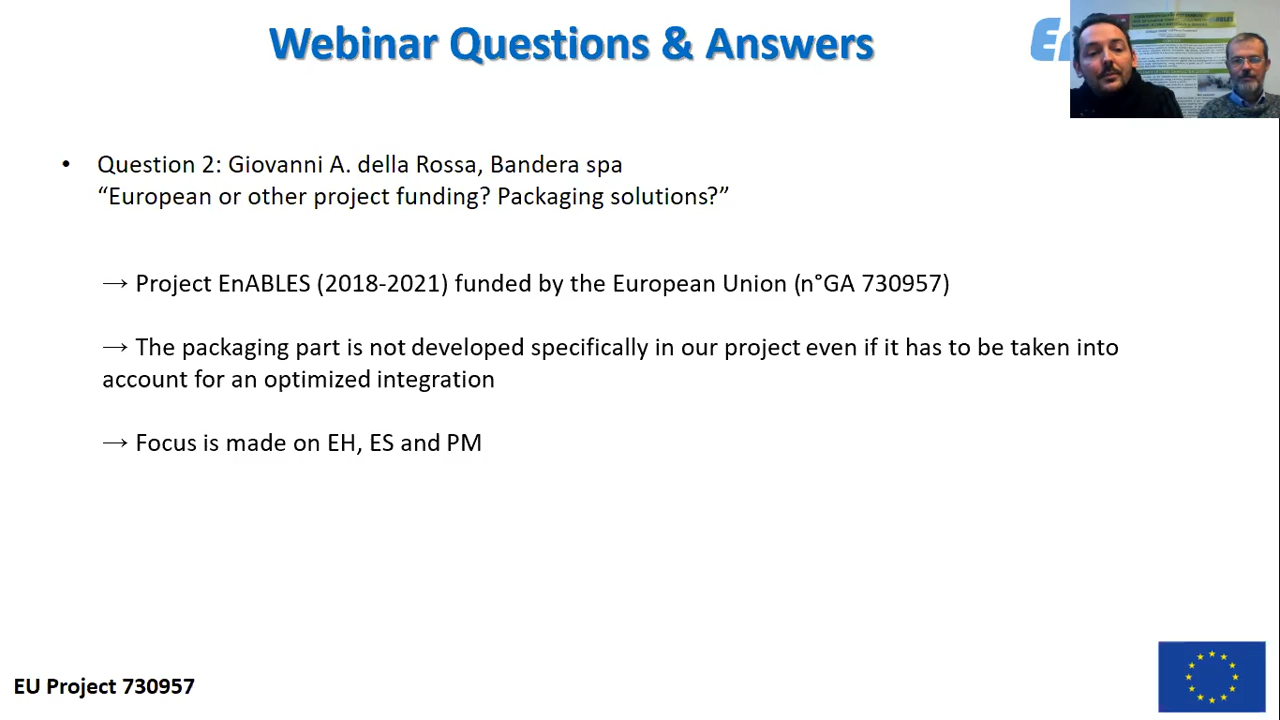 Webinar Questions & Answers
En
• Question 2: Giovanni A. della Rossa, Bandera spa
“European or other project funding? Packaging solutions?”
→ Project EnABLES (2018-2021) funded by the European Union (n°GA 730957)
→ The packaging part is not developed specifically in our project even if it has to be taken into
account for an optimized integration
→ Focus is made on EH, ES and PM
EU Project 730957